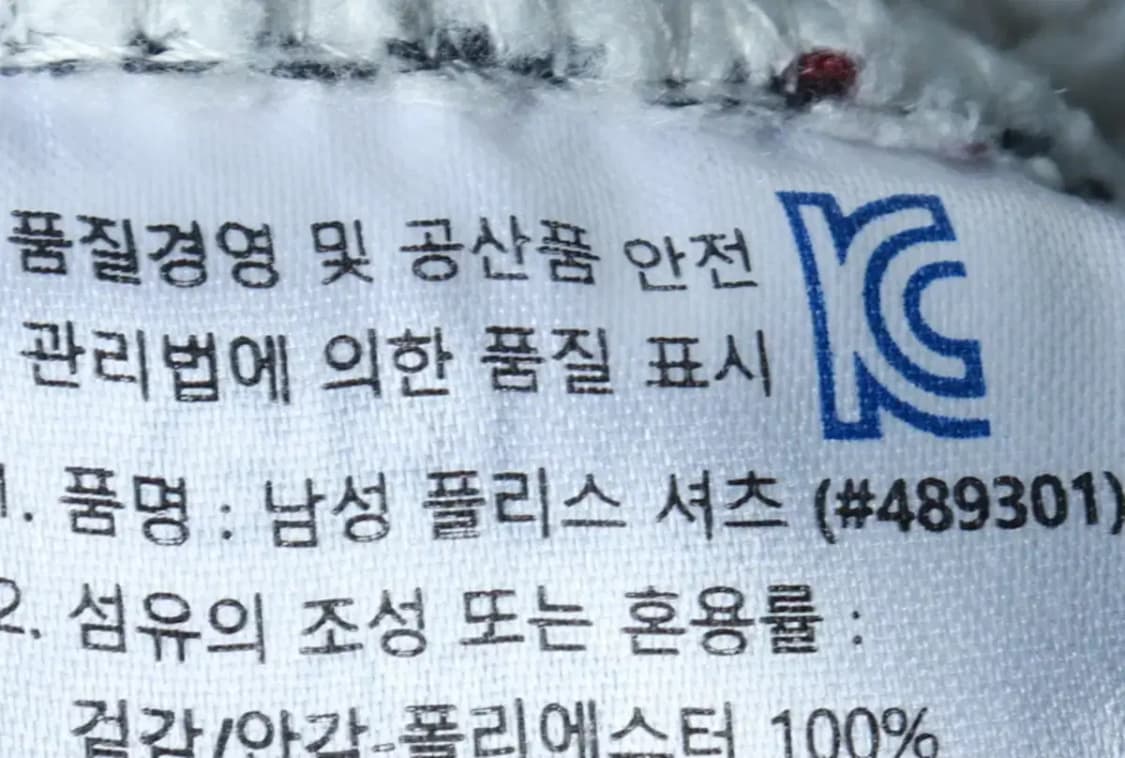 품질경영 및 공산품 안전
관리법에 의한 품질 표시
KC
1. 품명 : 남성 플리스 셔츠 (#489301)
2. 섬유의 조성 또는 혼용률 :
겉감/안감-폴리에스터 100%